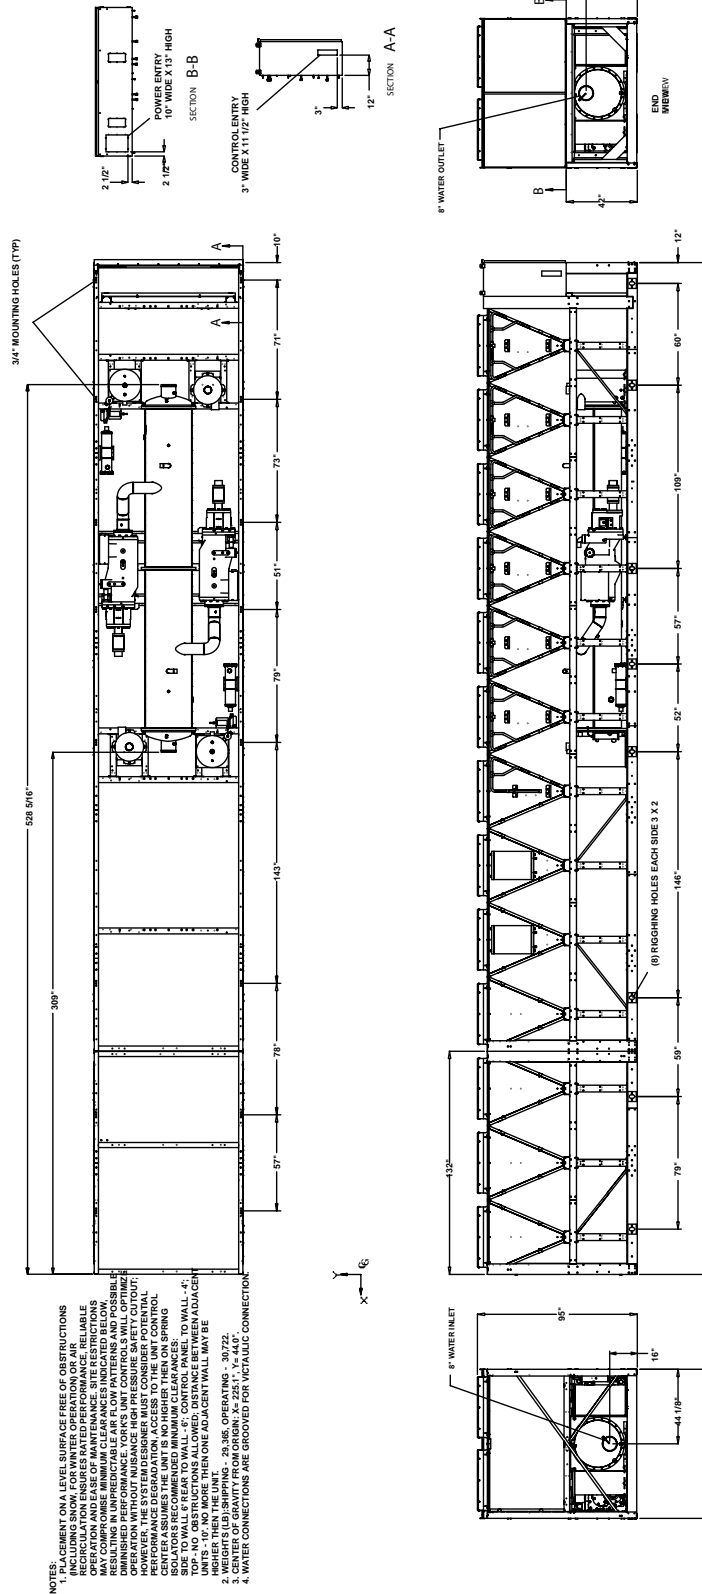 NOTES:
1. PLACEMENT ON A LEVEL SURFACE FREE OF OBSTRUCTIONS
(INCLUDING SNOW, FOR WINTER OPERATION) OR AIR
RECIRCULATION ENSURES RATED PERFORMANCE, RELIABLE
OPERATION AND EASE OF MAINTENANCE. SITE RESTRICTIONS
MAY COMPROMISE MINIMUM CLEARANCES INDICATED BELOW,
RESULTING IN UNPREDICTABLE AIR FLOW PATTERNS AND POSSIBLE
DIMINISHED PERFORMANCE. YORK'S UNIT CONTROLS WILL OPTIMIZE
OPERATION WITHOUT NUISANCE HIGH PRESSURE SAFETY CUTOUT;
HOWEVER, THE SYSTEM DESIGNER MUST CONSIDER POTENTIAL
PERFORMANCE DEGRADATION. ACCESS TO THE UNIT CONTROL
CENTER ASSUMES THE UNIT IS NO HIGHER THEN ON SPRING
ISOLATORS RECOMMENDED MINIMUM CLEARANCES:
SIDE TO WALL 6' REAR TO WALL - 6'; CONTROL PANEL TO WALL - 4';
TOP - NO OBSTRUCTIONS ALLOWED; DISTANCE BETWEEN ADJACENT
UNITS - 10'. NO MORE THEN ONE ADJACENT WALL MAY BE
HIGHER THEN THE UNIT.
2. WEIGHTS (LB):SHIPPING - 29,365, OPERATING - 30,722.
3. CENTER OF GRAVITY FROM ORIGIN: X= 225.1", Y= 44.0".
4. WATER CONNECTIONS ARE GROOVED FOR VICTAULIC CONNECTION.
528 5/16"
309"
3/4" MOUNTING HOLES (TYP)
57"
78"
143"
79"
51"
73"
71"
10"
A
A
2 1/2"
2 1/2"
POWER ENTRY
10" WIDE X 13" HIGH
SECTION B-B
CONTROL ENTRY
3" WIDE X 11 1/2" HIGH
3"
12"
SECTION A-A
Y
X
CG
8" WATER INLET
95"
16"
44 1/8"
132"
(8) RIGGHING HOLES EACH SIDE 3 X 2
79"
59"
146"
52"
57"
109"
60"
12"
8" WATER OUTLET
B
B
42"
END
VIEW